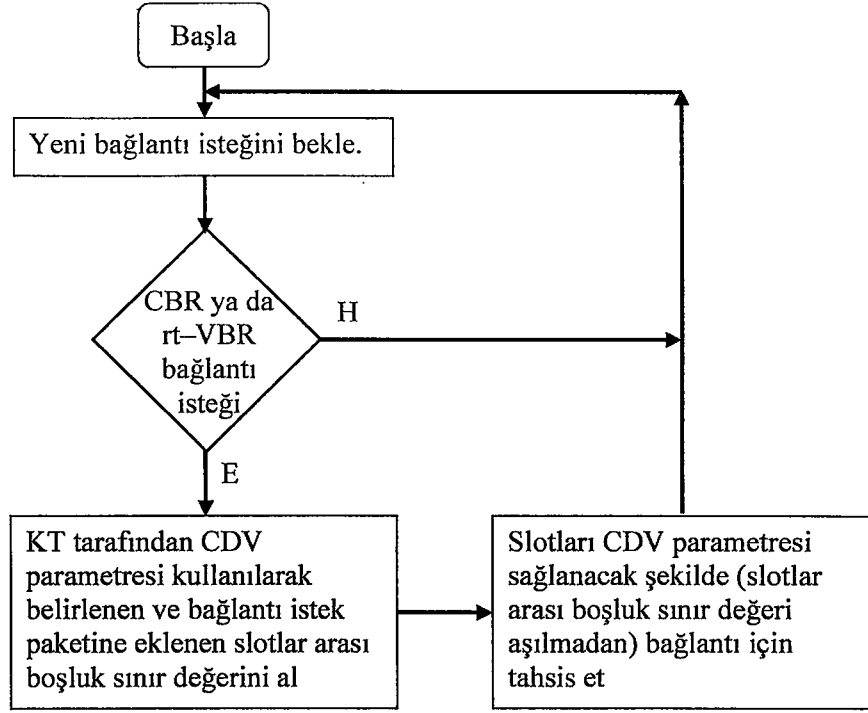 Başla
Yeni bağlantı isteğini bekle.
CBR ya da
rt–VBR
bağlantı
isteği
H
E
KT tarafından CDV
parametresi kullanılarak
belirlenen ve bağlantı istek
paketine eklenen slotlar arası
boşluk sınır değerini al
Slotları CDV parametresi
sağlanacak şekilde (slotlar
arası boşluk sınır değeri
aşılmadan) bağlantı için
tahsis et